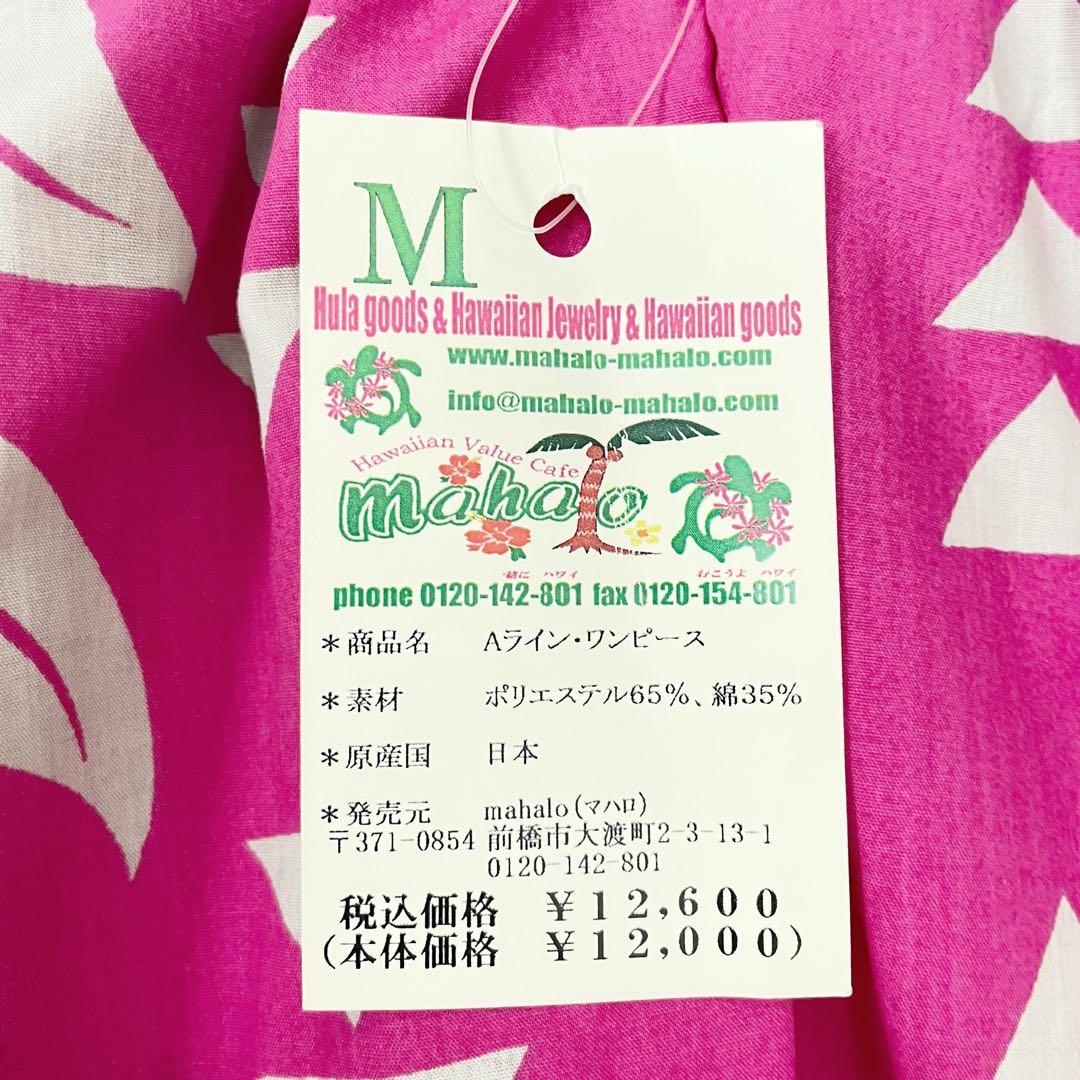 M
Hula goods & Hawaiian Jewelry & Hawaiian goods
www.mahalo-mahalo.com
info@mahalo-mahalo.com
Hawaiian Value Cafe
mahalo
一緒に ハワイ 行こうよ ハワイ
phone 0120-142-801 fax 0120-154-801
*商品名 Aライン・ワンピース
*素材 ポリエステル65%、綿35%
*原産国 日本
*発売元 mahalo(マハロ)
〒371-0854 前橋市大渡町2-3-13-1
0120-142-801
税込価格 ¥12,600
(本体価格 ¥12,000)